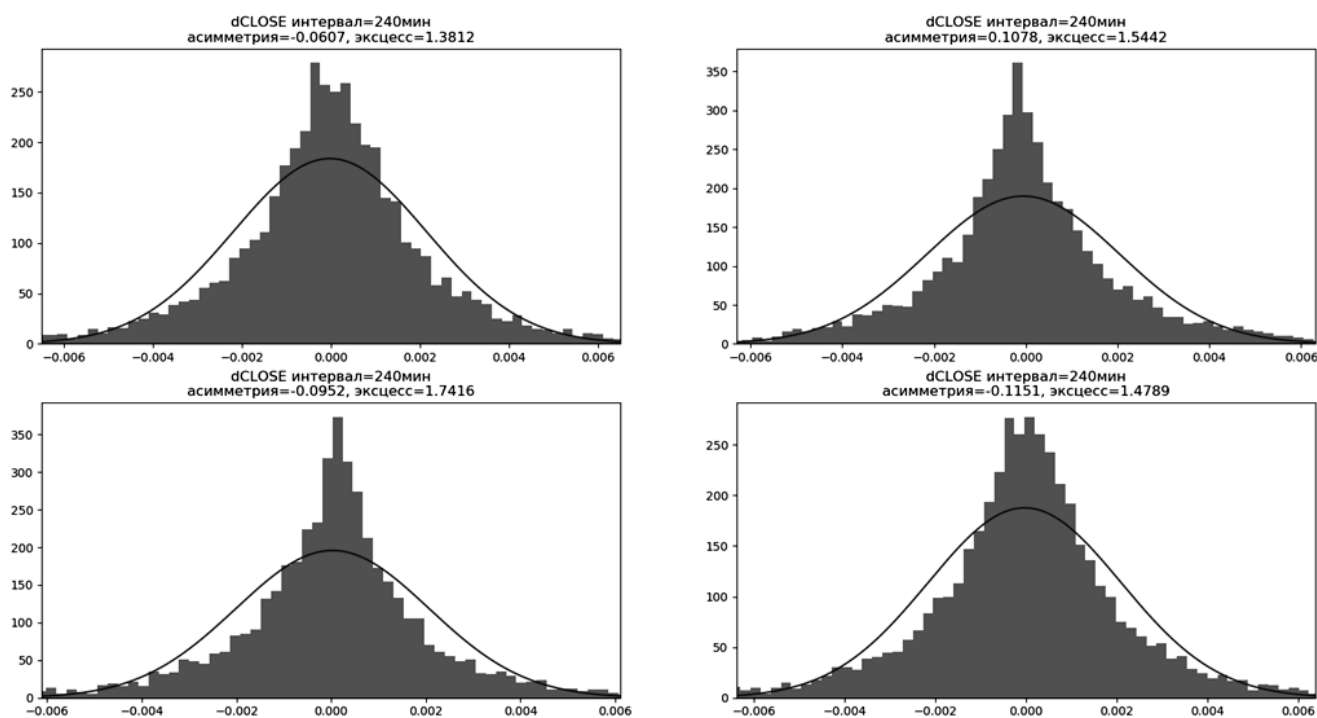 dCLOSE интервал=240мин
асимметрия=-0.0607, эксцесс=1.3812
250
200
150
100
50
0
−0.006 −0.004 −0.002 0.000 0.002 0.004 0.006
dCLOSE интервал=240мин
асимметрия=0.1078, эксцесс=1.5442
350
300
250
200
150
100
50
0
−0.006 −0.004 −0.002 0.000 0.002 0.004 0.006
dCLOSE интервал=240мин
асимметрия=-0.0952, эксцесс=1.7416
350
300
250
200
150
100
50
0
−0.006 −0.004 −0.002 0.000 0.002 0.004 0.006
dCLOSE интервал=240мин
асимметрия=-0.1151, эксцесс=1.4789
250
200
150
100
50
0
−0.006 −0.004 −0.002 0.000 0.002 0.004 0.006